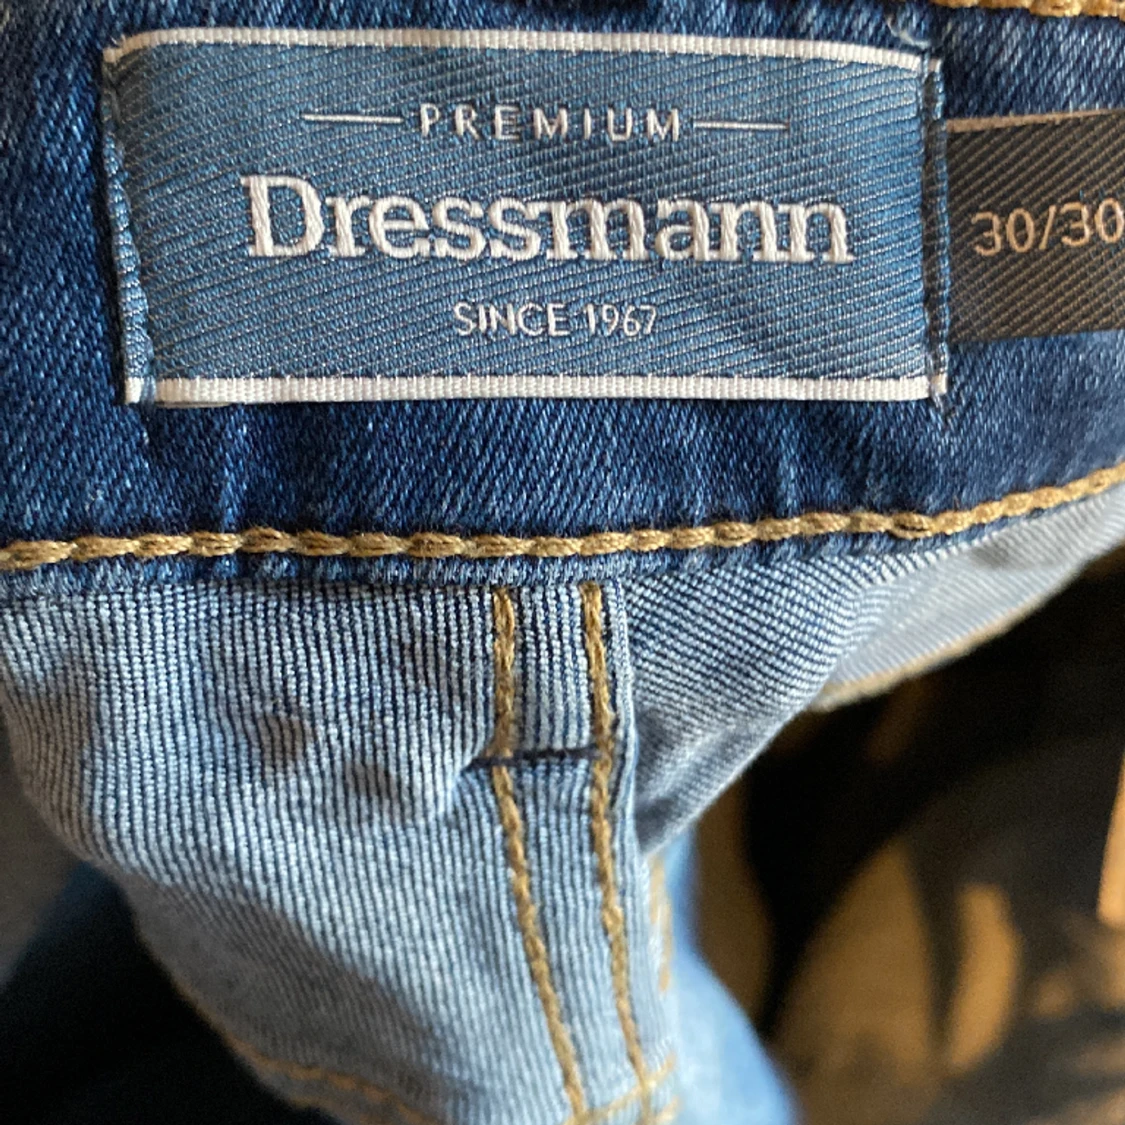 PREMIUM
Dressmann
SINCE 1967
30/30